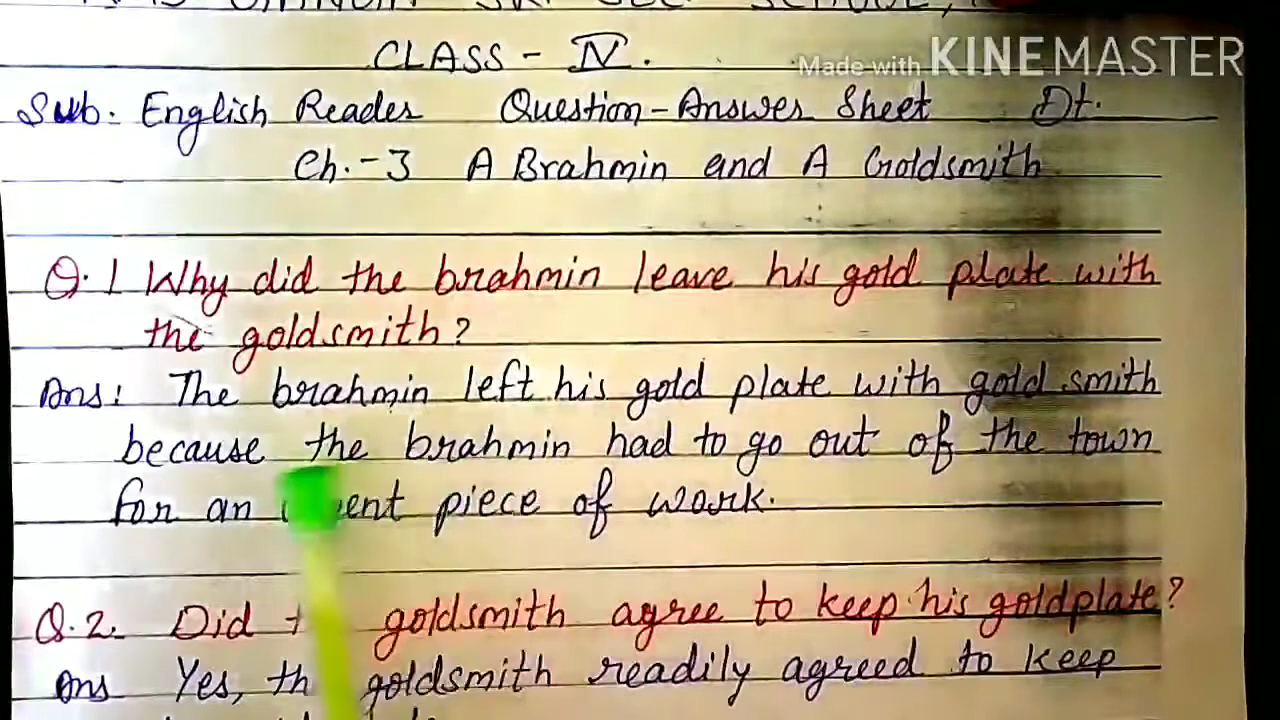 SCHOOL,
CLASS - IV.
Made with KINEMASTER
Sub. English Reader Question-Answer Sheet Dt.
Ch.-3 A Brahmin and A Goldsmith
Q.1 Why did the brahmin leave his gold plate with
the goldsmith?
Ans: The brahmin left his gold plate with gold smith
because the brahmin had to go out of the town
for an piece of work.
Q.2. Did goldsmith agree to keep his goldplate?
Ans Yes, goldsmith readily agreed to keep